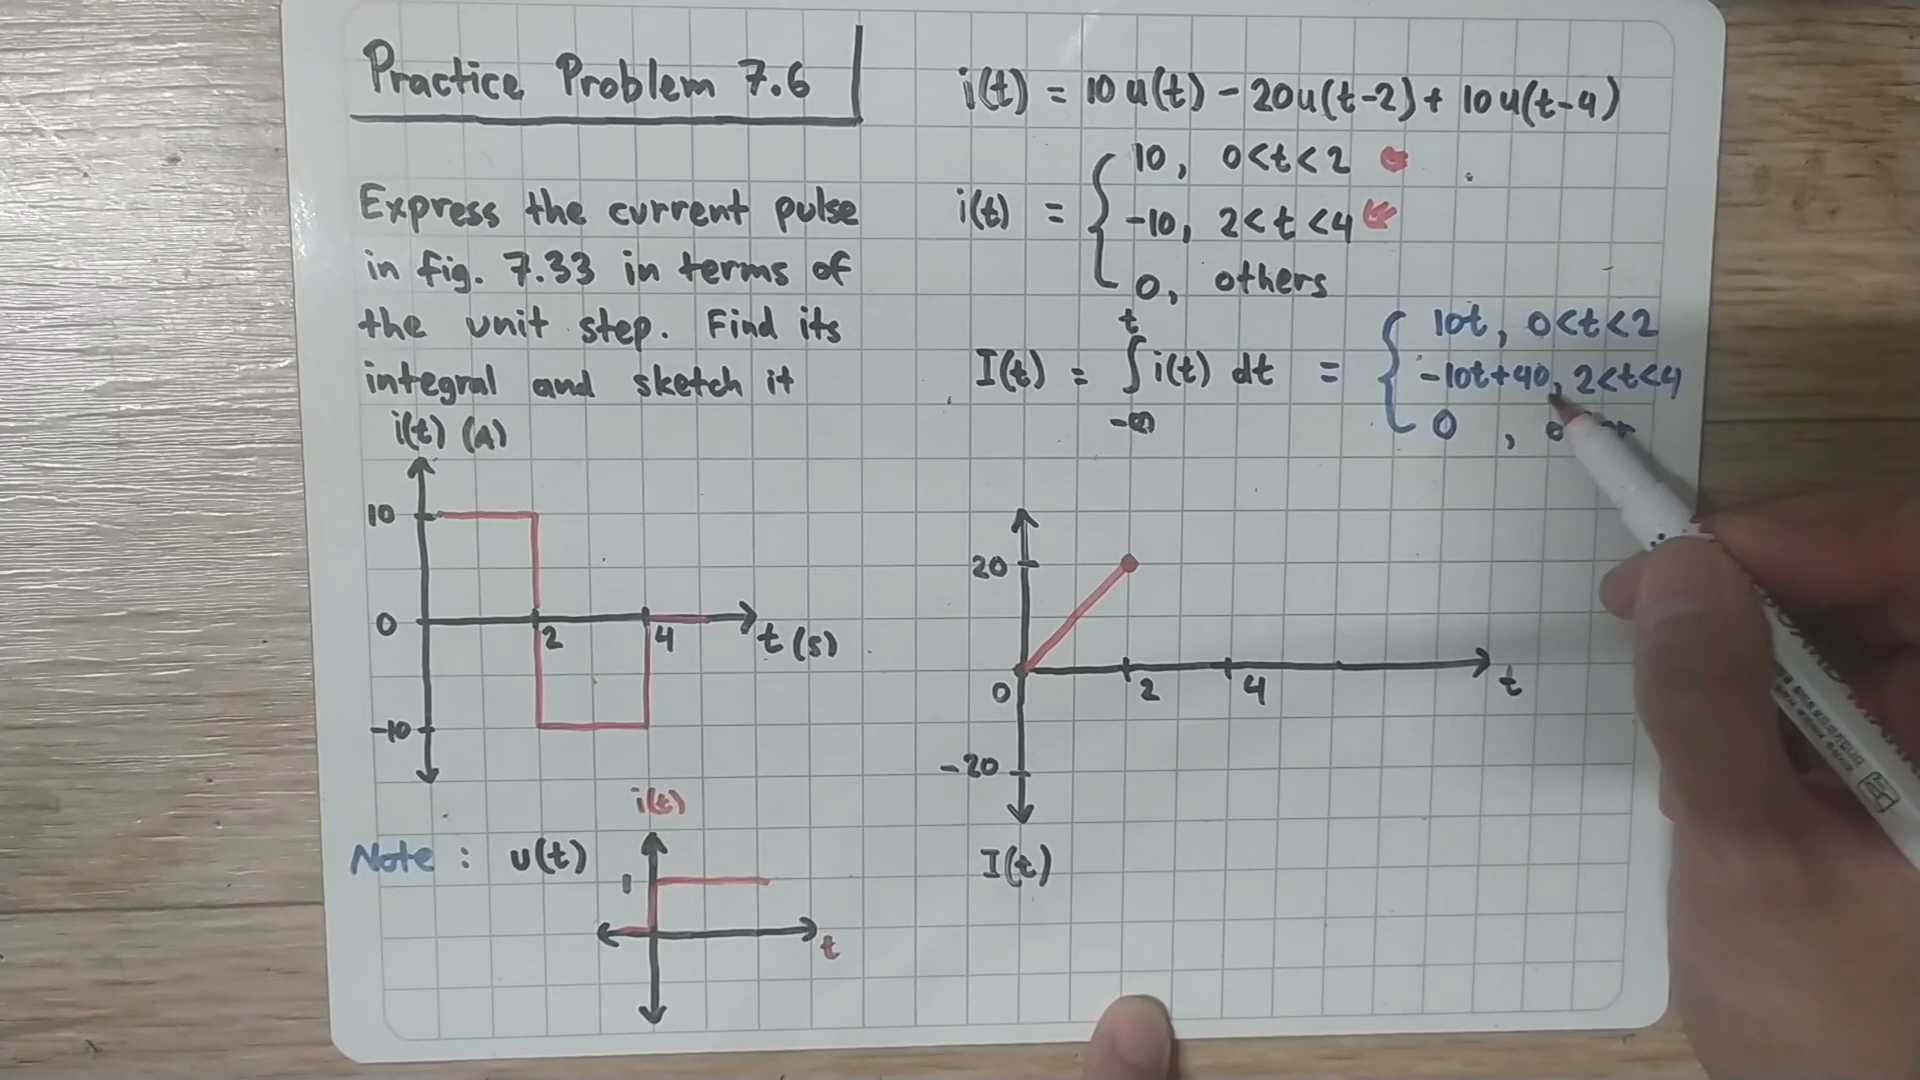 Practice Problem 7.6
Express the current pulse
in fig. 7.33 in terms of
the unit step. Find its
integral and sketch it
i(t) (A)
10
0
2
4
t (s)
-10
Note : u(t)
i(t)
1
t
i(t) = 10 u(t) - 20u(t-2) + 10u(t-4)
i(t) = { 10, 0<t<2
-10, 2<t<4
0, others
I(t) = ∫ i(t) dt = { 10t, 0<t<2
t
-∞
-10t+40, 2<t<4
0 ,
20
0
2
4
t
-20
I(t)